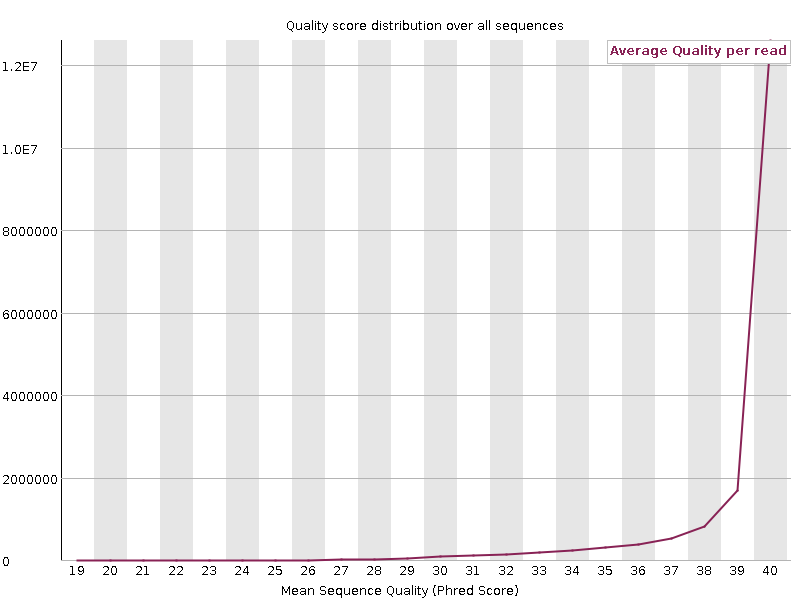 Quality score distribution over all sequences
Average Quality per read
1.2E7
1.0E7
8000000
6000000
4000000
2000000
0
19 20 21 22 23 24 25 26 27 28 29 30 31 32 33 34 35 36 37 38 39 40
Mean Sequence Quality (Phred Score)